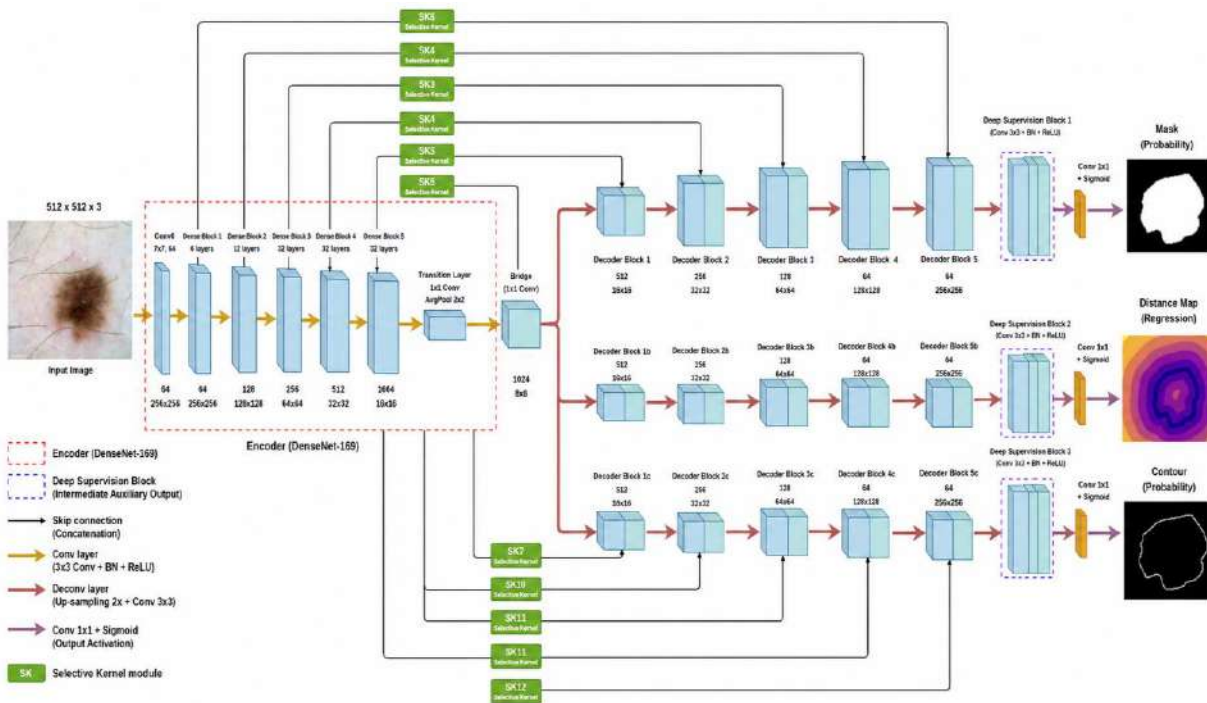 SK6
Selective Kernel
SK4
Selective Kernel
SK3
Selective Kernel
SK4
Selective Kernel
SK5
Selective Kernel
SK5
Selective Kernel
512 x 512 x 3
Input Image
Conv0
7x7, 64
Dense Block 1
6 layers
Dense Block 2
12 layers
Dense Block 3
32 layers
Dense Block 4
32 layers
Dense Block 5
32 layers
Transition Layer
1x1 Conv
AvgPool 2x2
Bridge
(1x1 Conv)
64
256x256
64
256x256
128
128x128
256
64x64
512
32x32
1664
16x16
1024
8x8
Encoder (DenseNet-169)
Decoder Block 1
512
16x16
Decoder Block 2
256
32x32
Decoder Block 3
128
64x64
Decoder Block 4
64
128x128
Decoder Block 5
64
256x256
Deep Supervision Block 1
(Conv 3x3 + BN + ReLU)
Conv 1x1
+ Sigmoid
Mask
(Probability)
Decoder Block 1b
512
16x16
Decoder Block 2b
256
32x32
Decoder Block 3b
128
64x64
Decoder Block 4b
64
128x128
Decoder Block 5b
64
256x256
Deep Supervision Block 2
(Conv 3x3 + BN + ReLU)
Conv 1x1
+ Sigmoid
Distance Map
(Regression)
Decoder Block 1c
512
16x16
Decoder Block 2c
256
32x32
Decoder Block 3c
128
64x64
Decoder Block 4c
64
128x128
Decoder Block 5c
64
256x256
Deep Supervision Block 3
(Conv 3x3 + BN + ReLU)
Conv 1x1
+ Sigmoid
Contour
(Probability)
SK7
Selective Kernel
SK10
Selective Kernel
SK11
Selective Kernel
SK11
Selective Kernel
SK12
Selective Kernel
Encoder (DenseNet-169)
Deep Supervision Block
(Intermediate Auxiliary Output)
Skip connection
(Concatenation)
Conv layer
(3x3 Conv + BN + ReLU)
Deconv layer
(Up-sampling 2x + Conv 3x3)
Conv 1x1 + Sigmoid
(Output Activation)
SK
Selective Kernel module